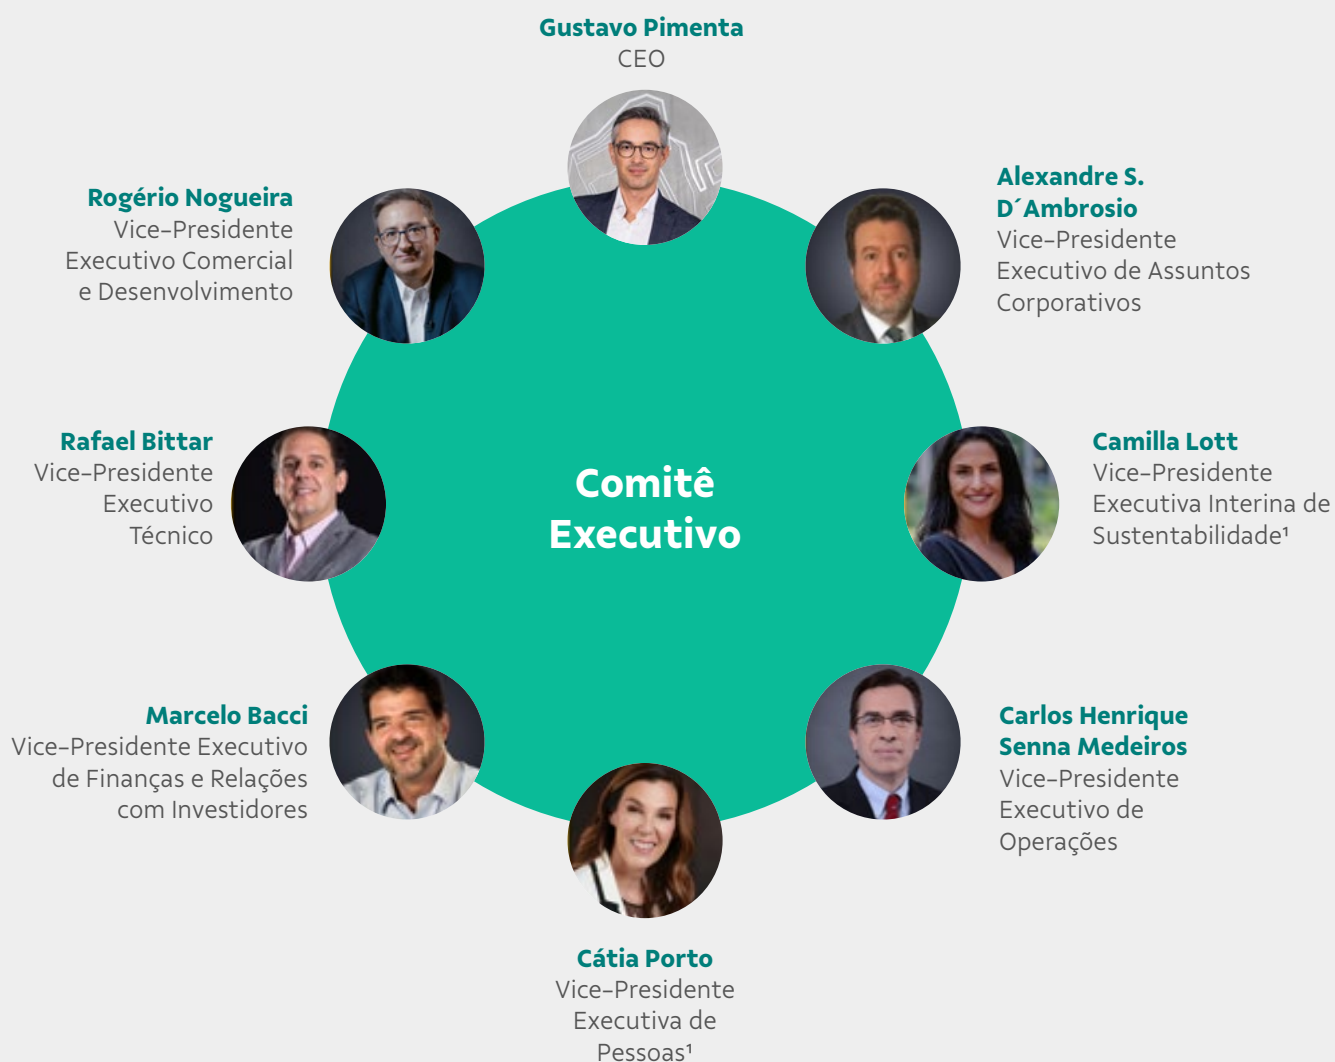 Gustavo Pimenta
CEO
Rogério Nogueira
Vice-Presidente
Executivo Comercial
e Desenvolvimento
Alexandre S.
D´Ambrosio
Vice-Presidente
Executivo de Assuntos
Corporativos
Rafael Bittar
Vice-Presidente
Executivo
Técnico
Comitê
Executivo
Camilla Lott
Vice-Presidente
Executiva Interina de
Sustentabilidade¹
Marcelo Bacci
Vice-Presidente Executivo
de Finanças e Relações
com Investidores
Carlos Henrique
Senna Medeiros
Vice-Presidente
Executivo de
Operações
Cátia Porto
Vice-Presidente
Executiva de
Pessoas¹